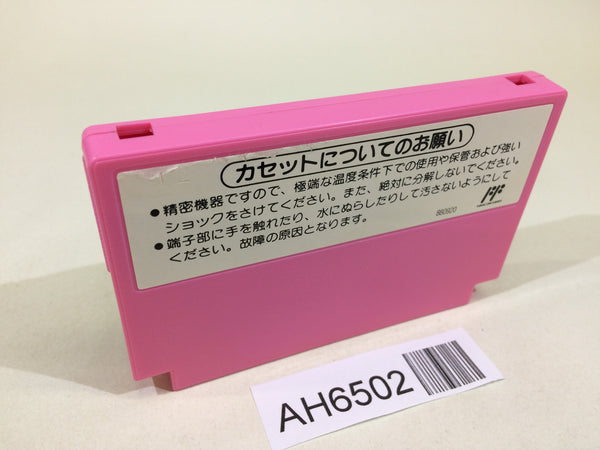 カセットについてのお願い
●精密機器ですので、極端な温度条件下での使用や保管および強い
ショックをさけてください。また、絶対に分解しないでください。
●端子部に手を触れたり、水にぬらしたりして汚さないようにして
ください。故障の原因となります。
AH6502